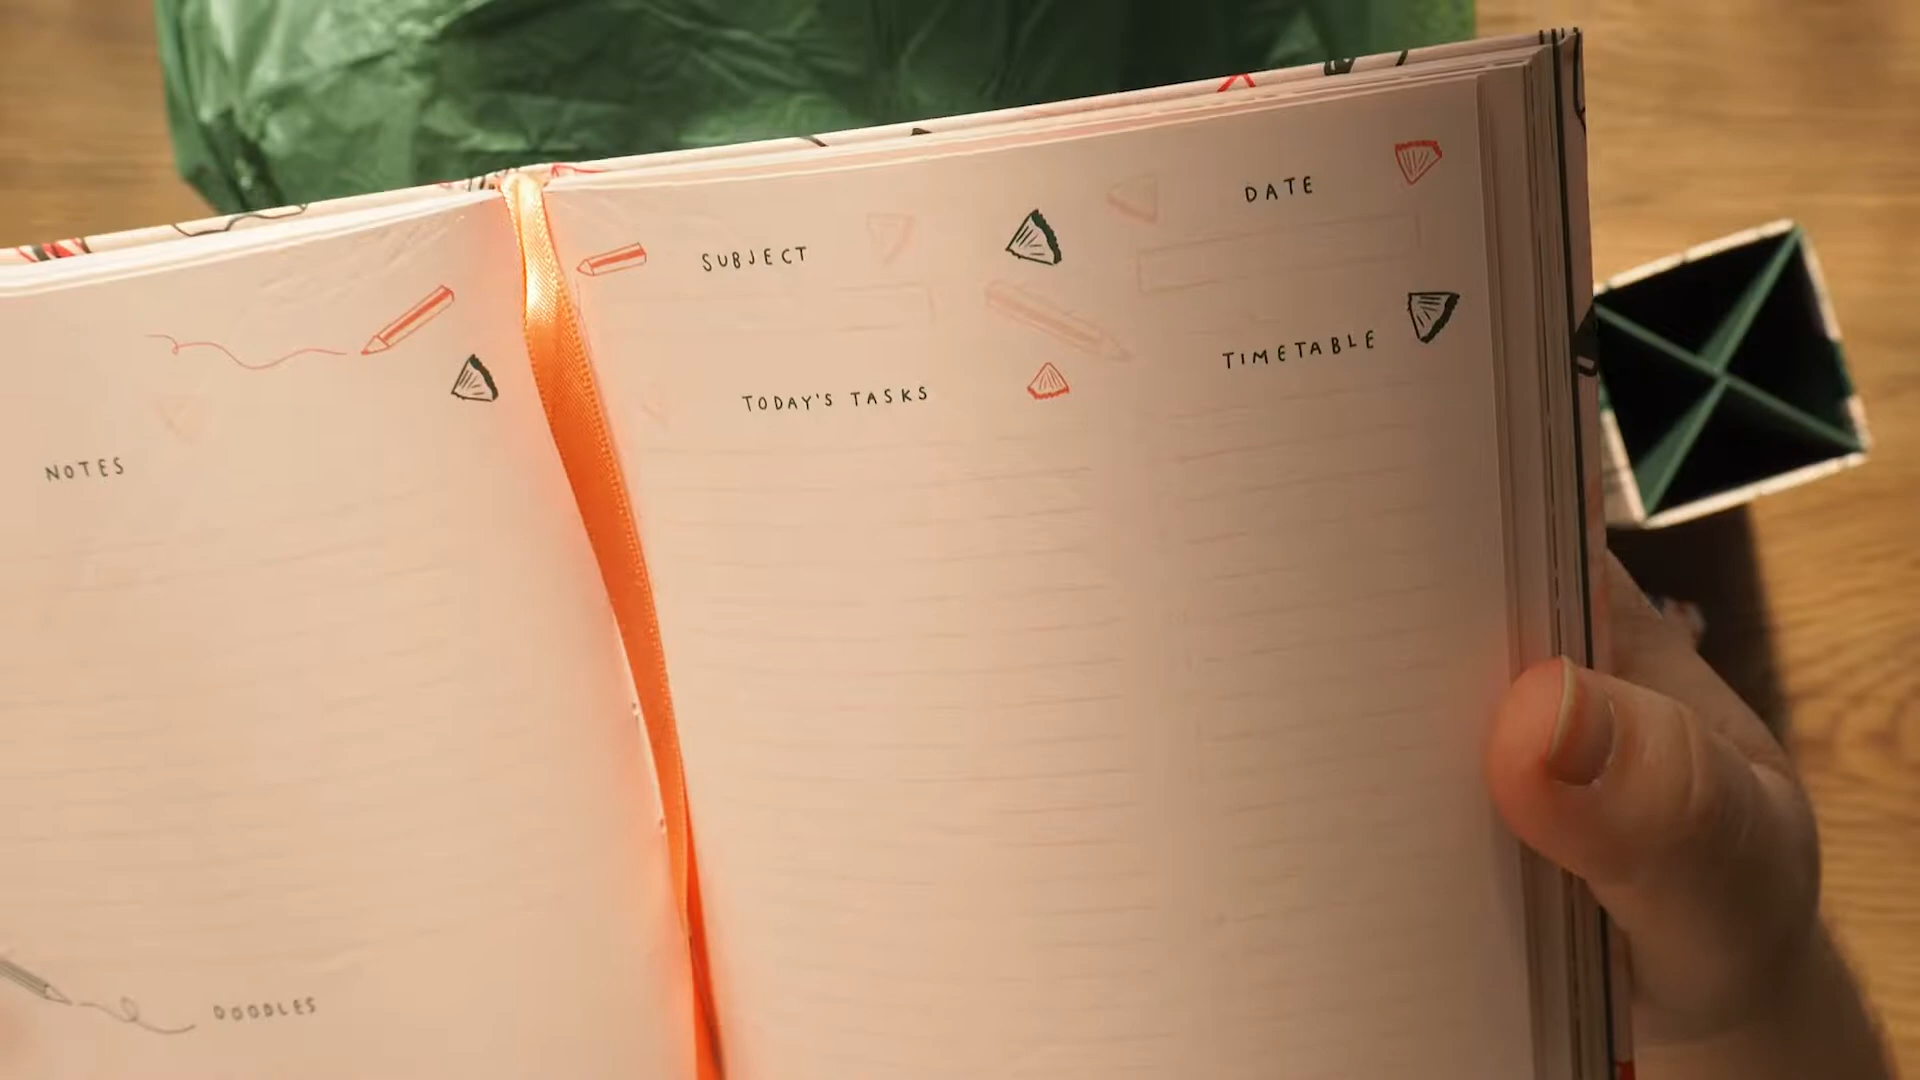 NOTES
DOODLES
SUBJECT
DATE
TODAY'S TASKS
TIMETABLE